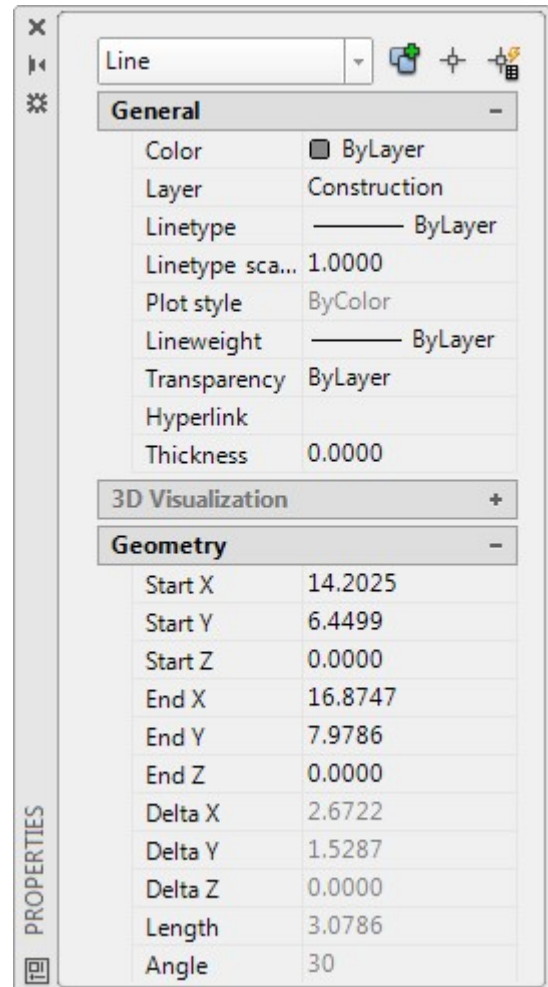 Line
General
Color ByLayer
Layer Construction
Linetype ByLayer
Linetype sca... 1.0000
Plot style ByColor
Lineweight ByLayer
Transparency ByLayer
Hyperlink
Thickness 0.0000
3D Visualization +
Geometry
Start X 14.2025
Start Y 6.4499
Start Z 0.0000
End X 16.8747
End Y 7.9786
End Z 0.0000
Delta X 2.6722
Delta Y 1.5287
Delta Z 0.0000
Length 3.0786
Angle 30
PROPERTIES